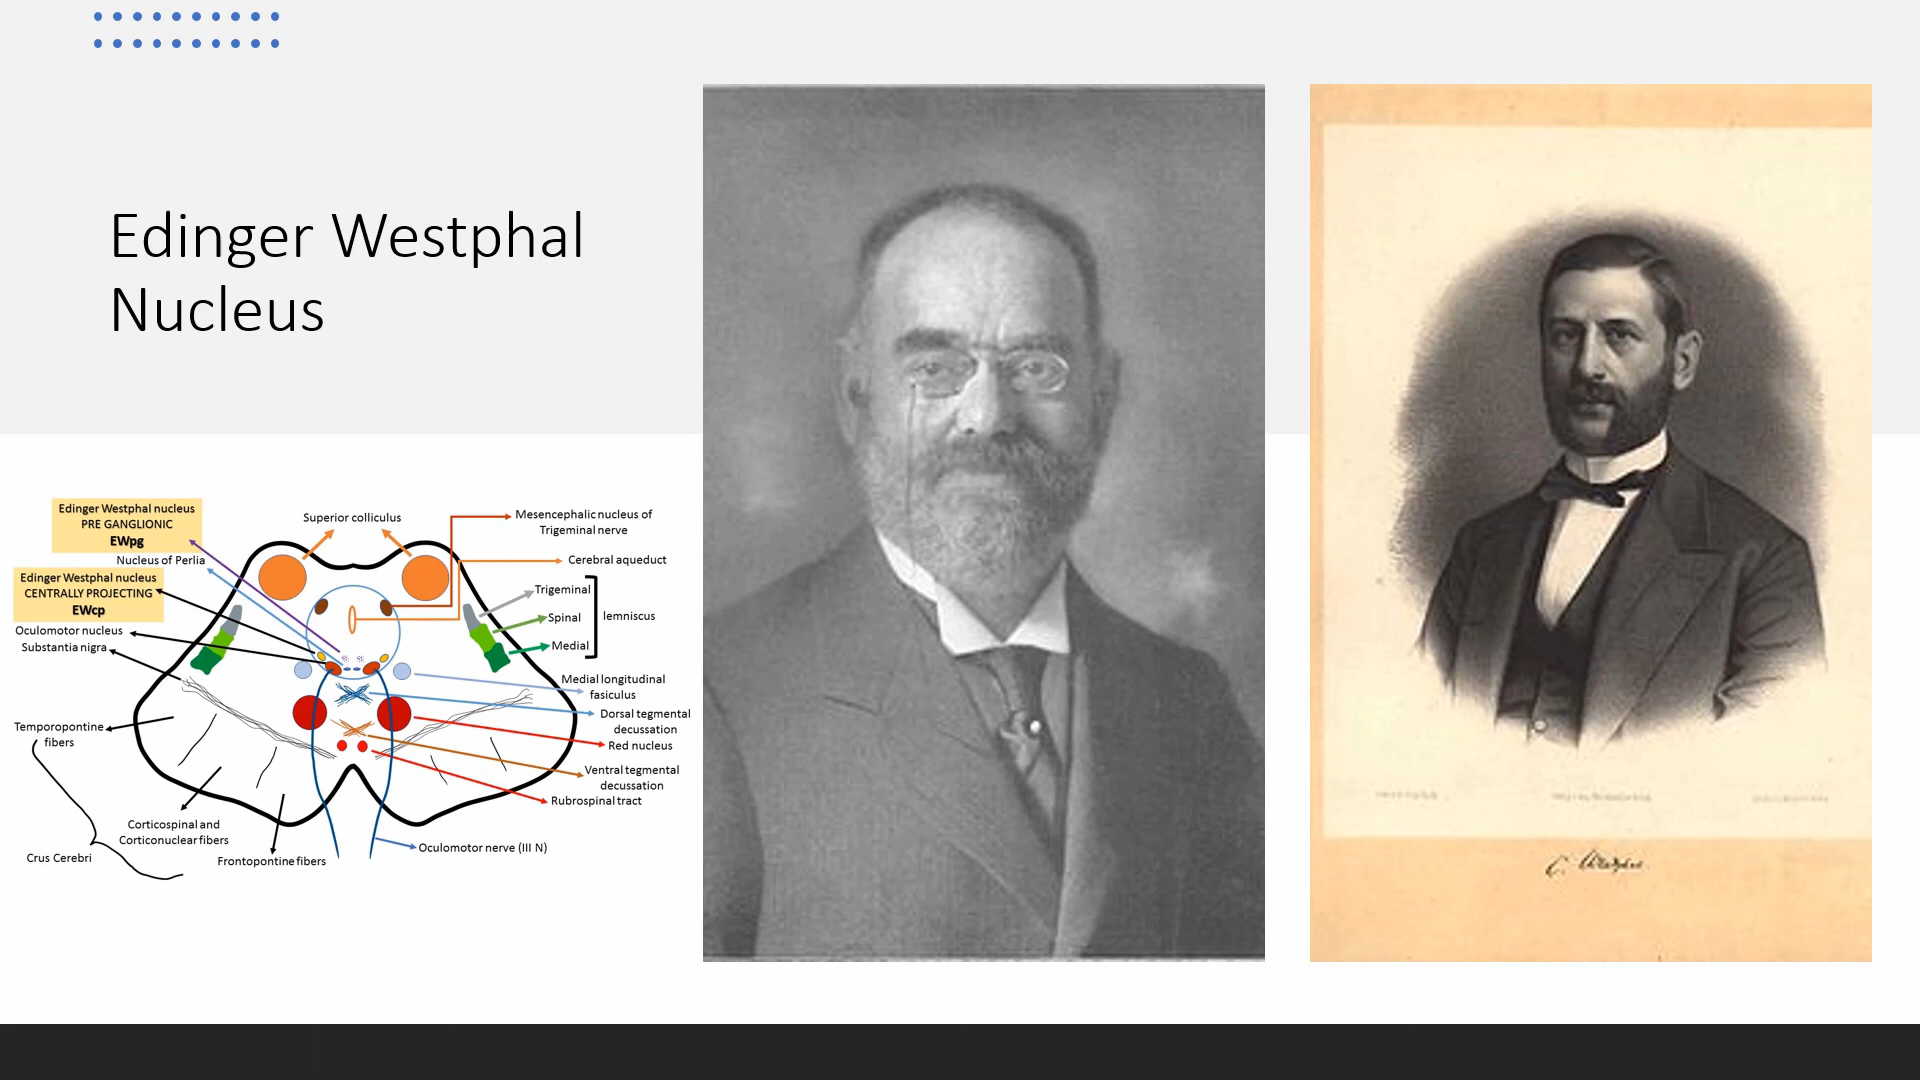 Edinger Westphal
Nucleus
Edinger Westphal nucleus
PRE GANGLIONIC
EWpg
Nucleus of Perlia
Edinger Westphal nucleus
CENTRALLY PROJECTING
EWcp
Oculomotor nucleus
Substantia nigra
Temporopontine
fibers
Crus Cerebri
Corticospinal and
Corticonuclear fibers
Frontopontine fibers
Superior colliculus
Mesencephalic nucleus of
Trigeminal nerve
Cerebral aqueduct
Trigeminal
Spinal
Medial
lemniscus
Medial longitudinal
fasiculus
Dorsal tegmental
decussation
Red nucleus
Ventral tegmental
decussation
Rubrospinal tract
Oculomotor nerve (III N)
C. Westphal